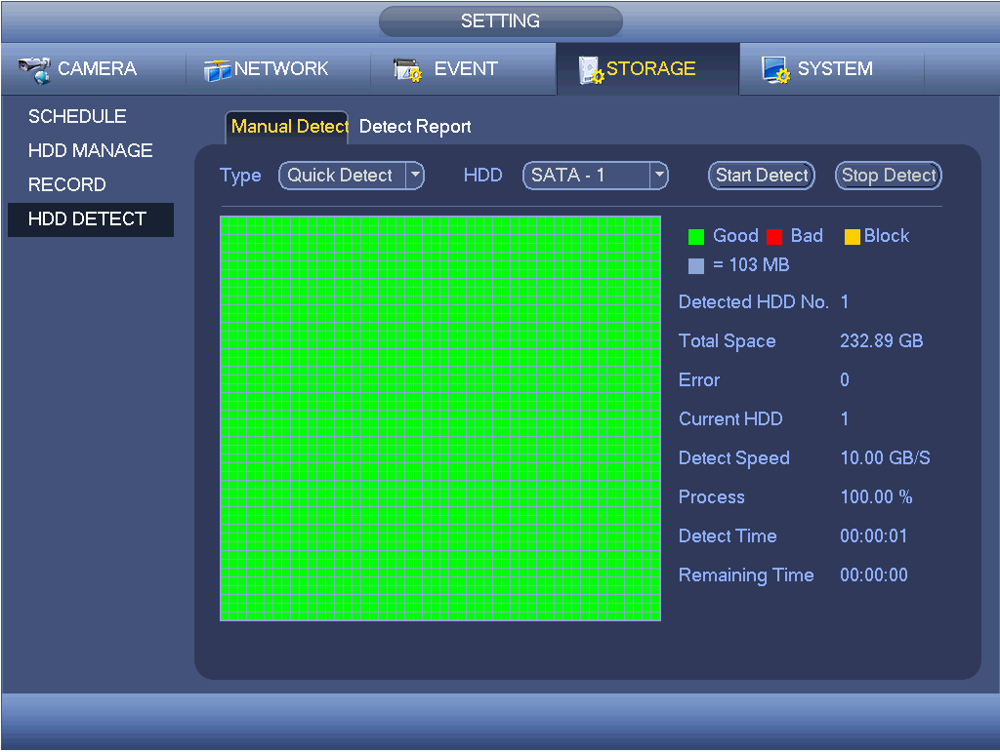 SETTING
CAMERA NETWORK EVENT STORAGE SYSTEM
SCHEDULE
HDD MANAGE
RECORD
HDD DETECT
Manual Detect Detect Report
Type Quick Detect HDD SATA - 1 Start Detect Stop Detect
Good Bad Block
= 103 MB
Detected HDD No. 1
Total Space 232.89 GB
Error 0
Current HDD 1
Detect Speed 10.00 GB/S
Process 100.00 %
Detect Time 00:00:01
Remaining Time 00:00:00